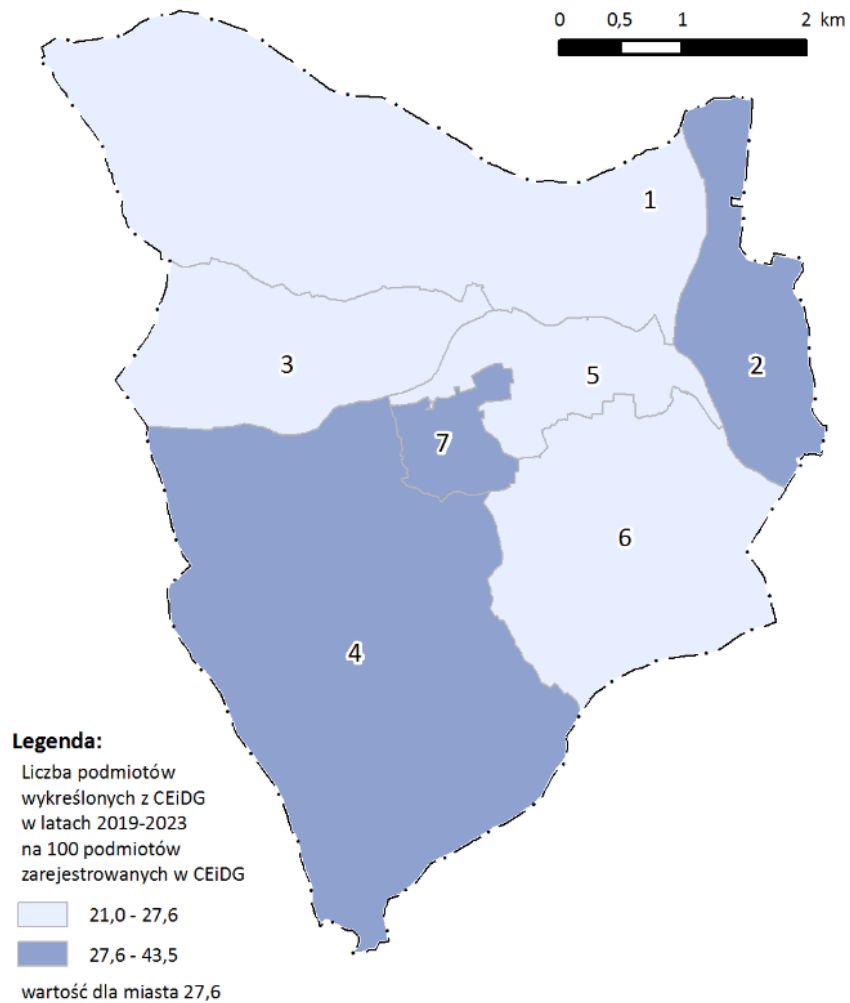 0 0,5 1 2 km
1
2
3
5
7
6
4
Legenda:
Liczba podmiotów
wykreślonych z CEiDG
w latach 2019-2023
na 100 podmiotów
zarejestrowanych w CEiDG
21,0 - 27,6
27,6 - 43,5
wartość dla miasta 27,6